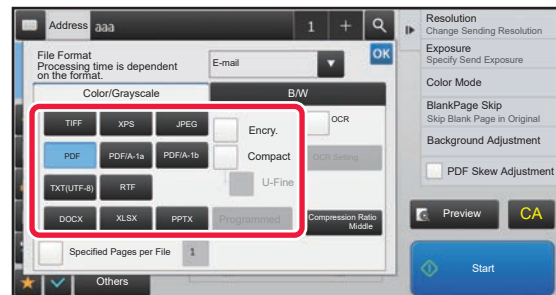 Address aaa 1 +
File Format
Processing time is dependent
on the format.
E-mail
OK
Color/Grayscale
B/W
TIFF XPS JPEG Encry. OCR
PDF PDF/A-1a PDF/A-1b Compact OCR Setting
TXT(UTF-8) RTF U-Fine
DOCX XLSX PPTX Programmed Compression Ratio
Middle
Specified Pages per File 1
Others
Resolution
Change Sending Resolution
Exposure
Specify Send Exposure
Color Mode
BlankPage Skip
Skip Blank Page in Original
Background Adjustment
PDF Skew Adjustment
Preview CA
Start